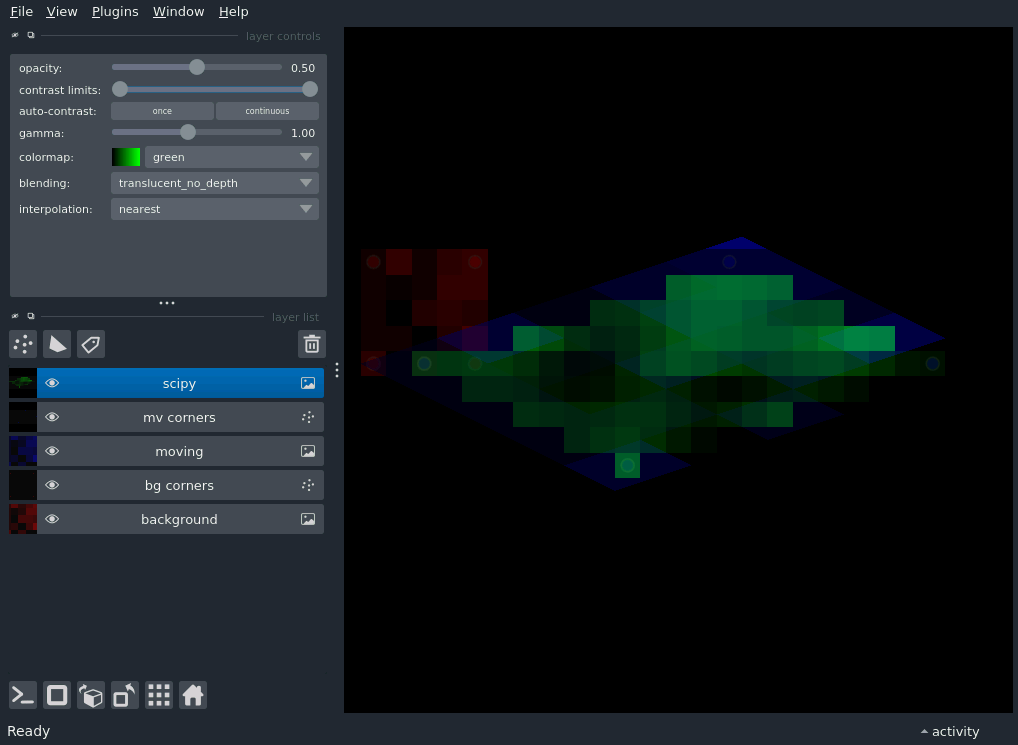 File View Plugins Window Help
layer controls
opacity: 0.50
contrast limits:
auto-contrast: once continuous
gamma: 1.00
colormap: green
blending: translucent_no_depth
interpolation: nearest
layer list
scipy
mv corners
moving
bg corners
background
Ready
activity